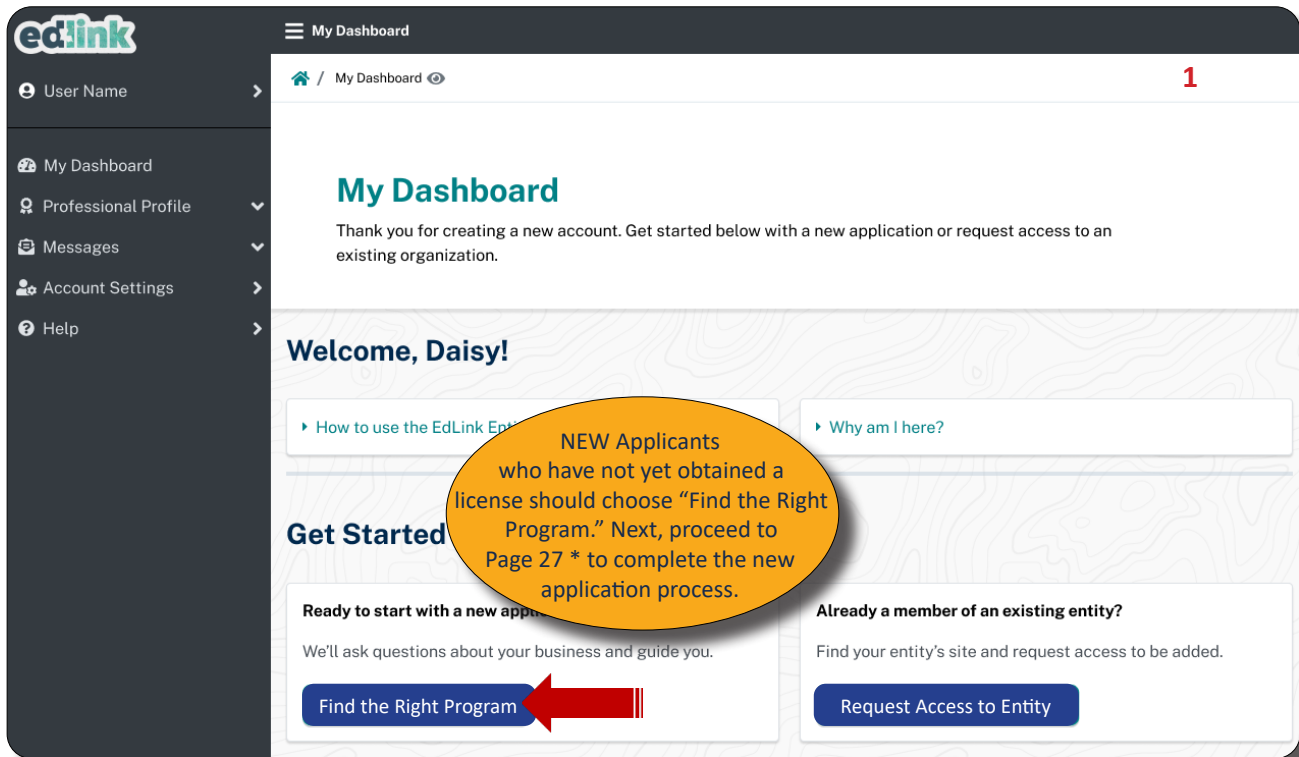 edlink
My Dashboard
User Name
/ My Dashboard
1
My Dashboard
Professional Profile
Messages
Account Settings
Help
My Dashboard
Thank you for creating a new account. Get started below with a new application or request access to an
existing organization.
Welcome, Daisy!
How to use the EdLink
Why am I here?
NEW Applicants
who have not yet obtained a
license should choose “Find the Right
Program.” Next, proceed to
Page 27 * to complete the new
application process.
Get Started
Ready to start with a new
We’ll ask questions about your business and guide you.
Find the Right Program
Already a member of an existing entity?
Find your entity’s site and request access to be added.
Request Access to Entity